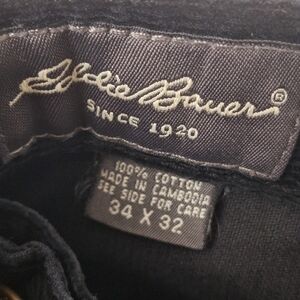 Eddie Bauer®
SINCE 1920
100% COTTON
MADE IN CAMBODIA
SEE SIDE FOR CARE
34 X 32